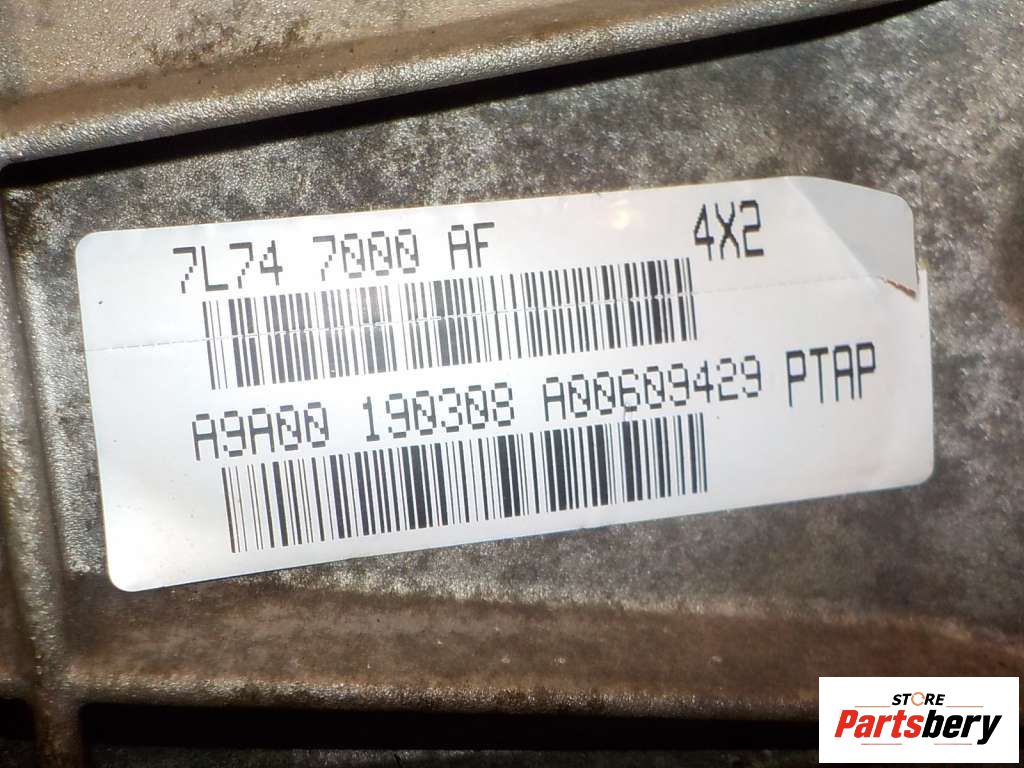 7L74 7000 AF 4X2
A9A00 190308 A00609429 PTAP
STORE
Partsbery